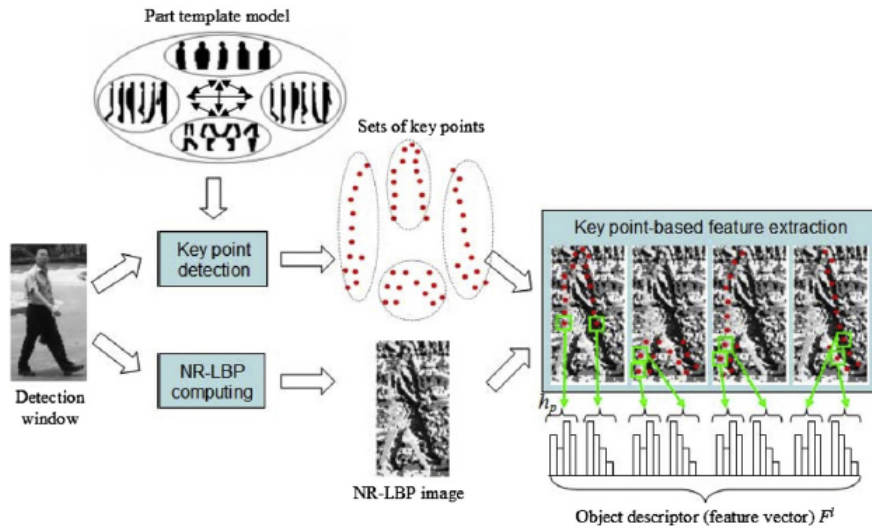 Part template model
Sets of key points
Key point-based feature extraction
Key point
detection
NR-LBP
computing
Detection
window
NR-LBP image
h_p
Object descriptor (feature vector) F^l